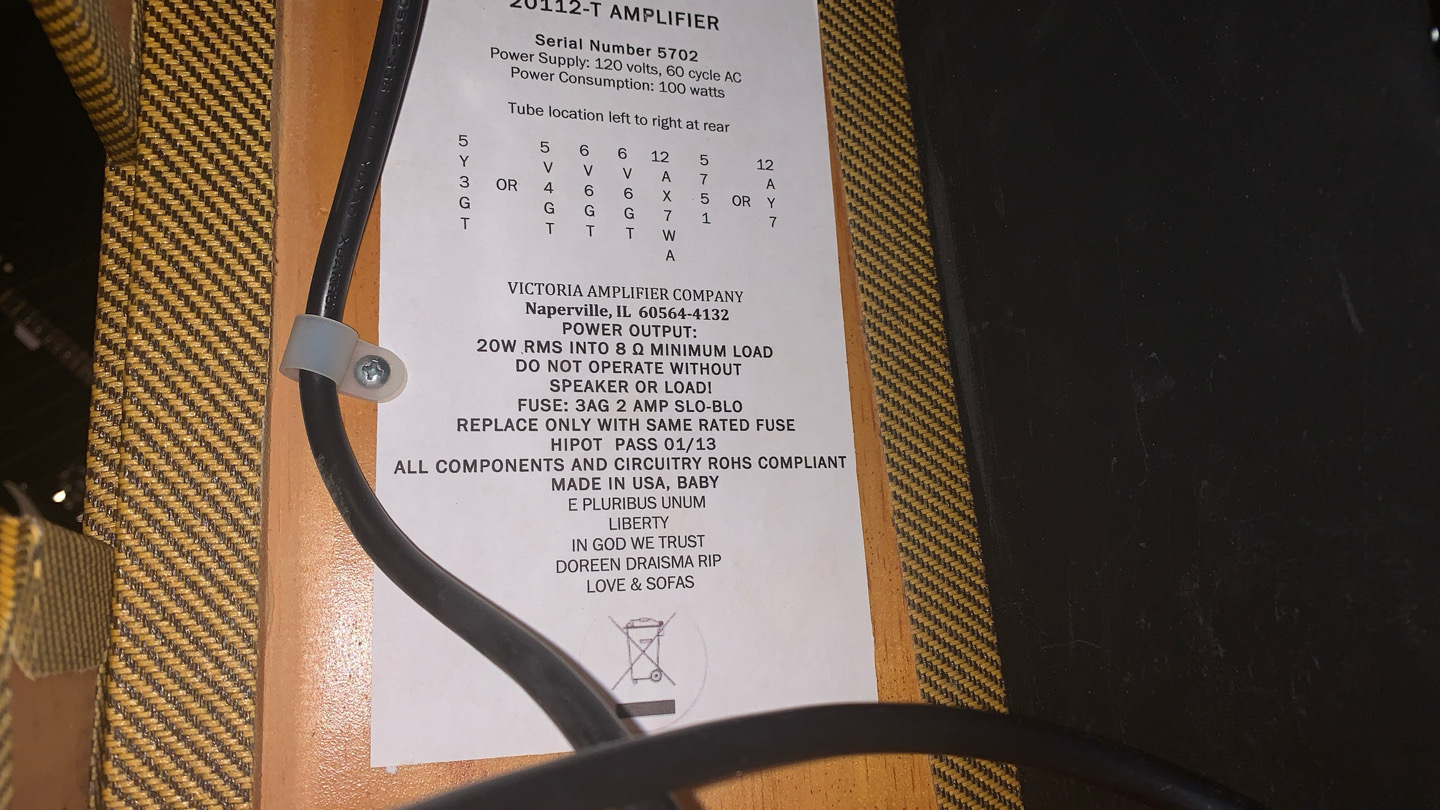 20112-T AMPLIFIER
Serial Number 5702
Power Supply: 120 volts, 60 cycle AC
Power Consumption: 100 watts
Tube location left to right at rear
5Y3GT OR 5V4GT 6V6GT 6V6GT 12AX7WA 5751 OR 12AY7
VICTORIA AMPLIFIER COMPANY
Naperville, IL 60564-4132
POWER OUTPUT:
20W RMS INTO 8 Ω MINIMUM LOAD
DO NOT OPERATE WITHOUT
SPEAKER OR LOAD!
FUSE: 3AG 2 AMP SLO-BLO
REPLACE ONLY WITH SAME RATED FUSE
HIPOT PASS 01/13
ALL COMPONENTS AND CIRCUITRY ROHS COMPLIANT
MADE IN USA, BABY
E PLURIBUS UNUM
LIBERTY
IN GOD WE TRUST
DOREEN DRAISMA RIP
LOVE & SOFAS